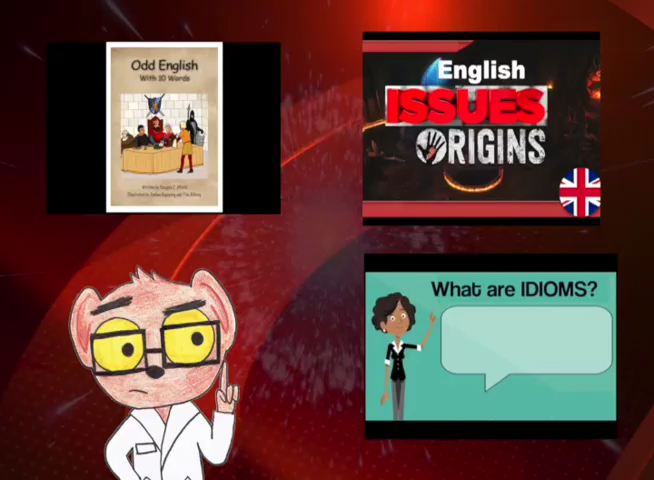 Odd English
With 10 Words
English
ISSUES
ORIGINS
What are IDIOMS?